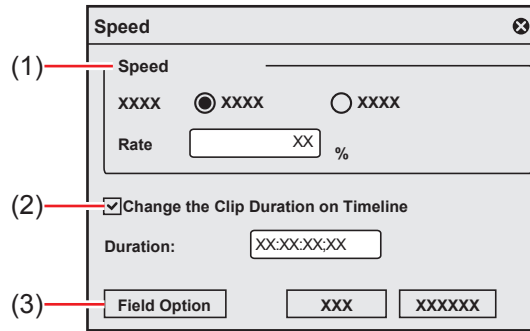 Speed
(1) Speed
XXXX XXXX XXXX
Rate XX %
(2) Change the Clip Duration on Timeline
Duration: XX:XX:XX;XX
(3) Field Option XXX XXXXXX